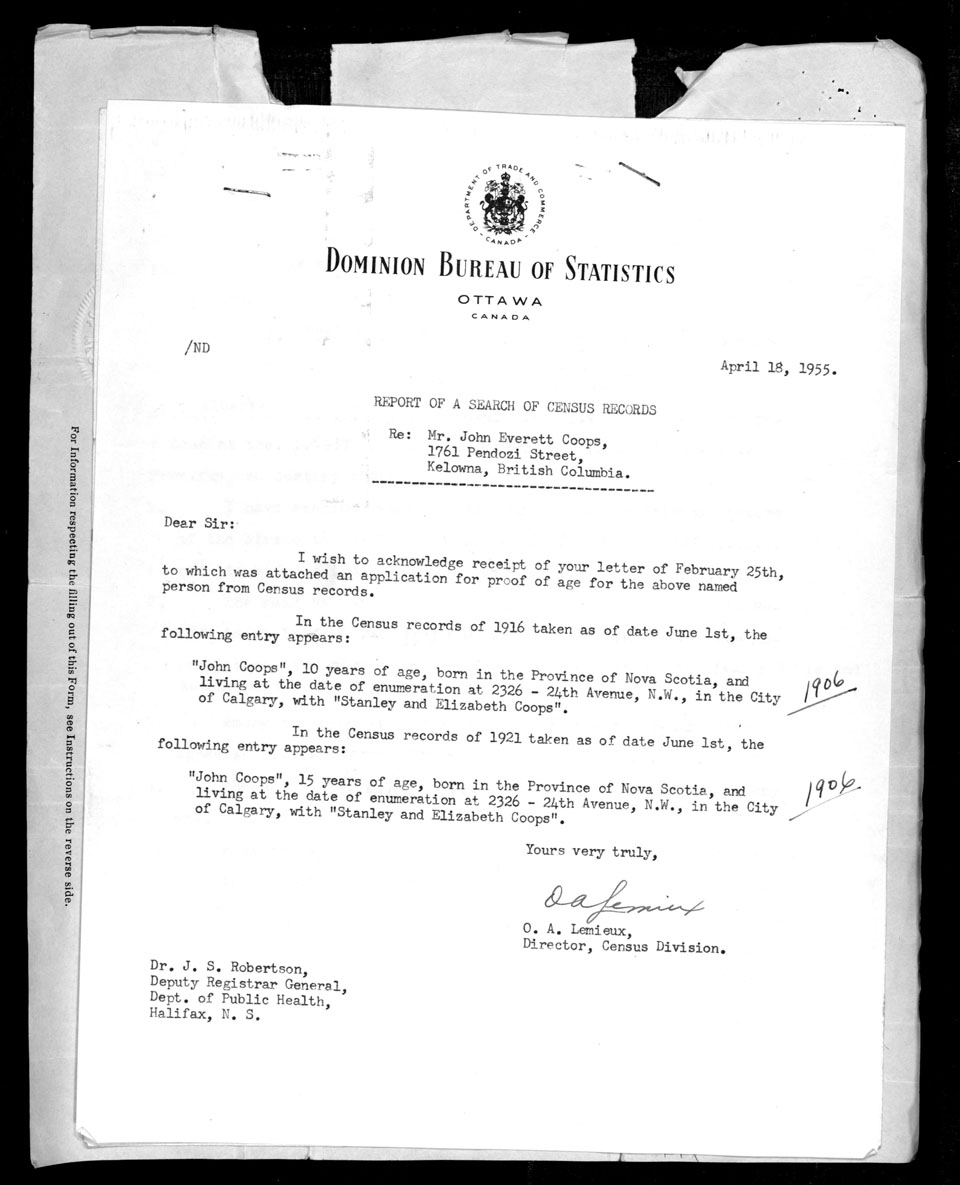 DEPARTMENT OF TRADE AND COMMERCE
- CANADA -
DOMINION BUREAU OF STATISTICS
OTTAWA
CANADA
/ND
April 18, 1955.
REPORT OF A SEARCH OF CENSUS RECORDS
Re: Mr. John Everett Coops,
1761 Pendozi Street,
Kelowna, British Columbia.
Dear Sir:
I wish to acknowledge receipt of your letter of February 25th,
to which was attached an application for proof of age for the above named
person from Census records.
In the Census records of 1916 taken as of date June 1st, the
following entry appears:
"John Coops", 10 years of age, born in the Province of Nova Scotia, and
living at the date of enumeration at 2326 - 24th Avenue, N.W., in the City
of Calgary, with "Stanley and Elizabeth Coops".
1906
In the Census records of 1921 taken as of date June 1st, the
following entry appears:
"John Coops", 15 years of age, born in the Province of Nova Scotia, and
living at the date of enumeration at 2326 - 24th Avenue, N.W., in the City
of Calgary, with "Stanley and Elizabeth Coops".
1906
Yours very truly,
O A Lemieux
O. A. Lemieux,
Director, Census Division.
Dr. J. S. Robertson,
Deputy Registrar General,
Dept. of Public Health,
Halifax, N. S.
For Information respecting the filling out of this Form, see Instructions on the reverse side.